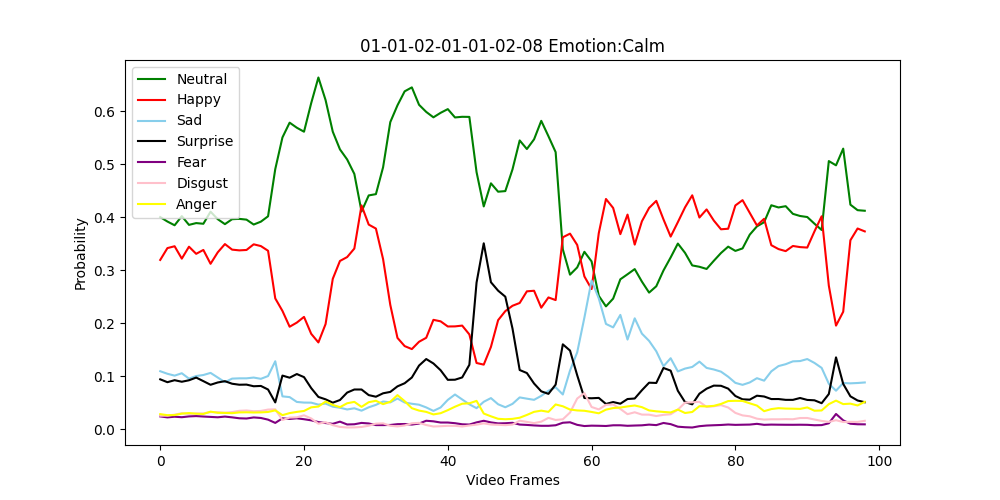 01-01-02-01-01-02-08 Emotion:Calm
Neutral
Happy
Sad
Surprise
Fear
Disgust
Anger
Probability
0.6
0.5
0.4
0.3
0.2
0.1
0.0
0 20 40 60 80 100
Video Frames